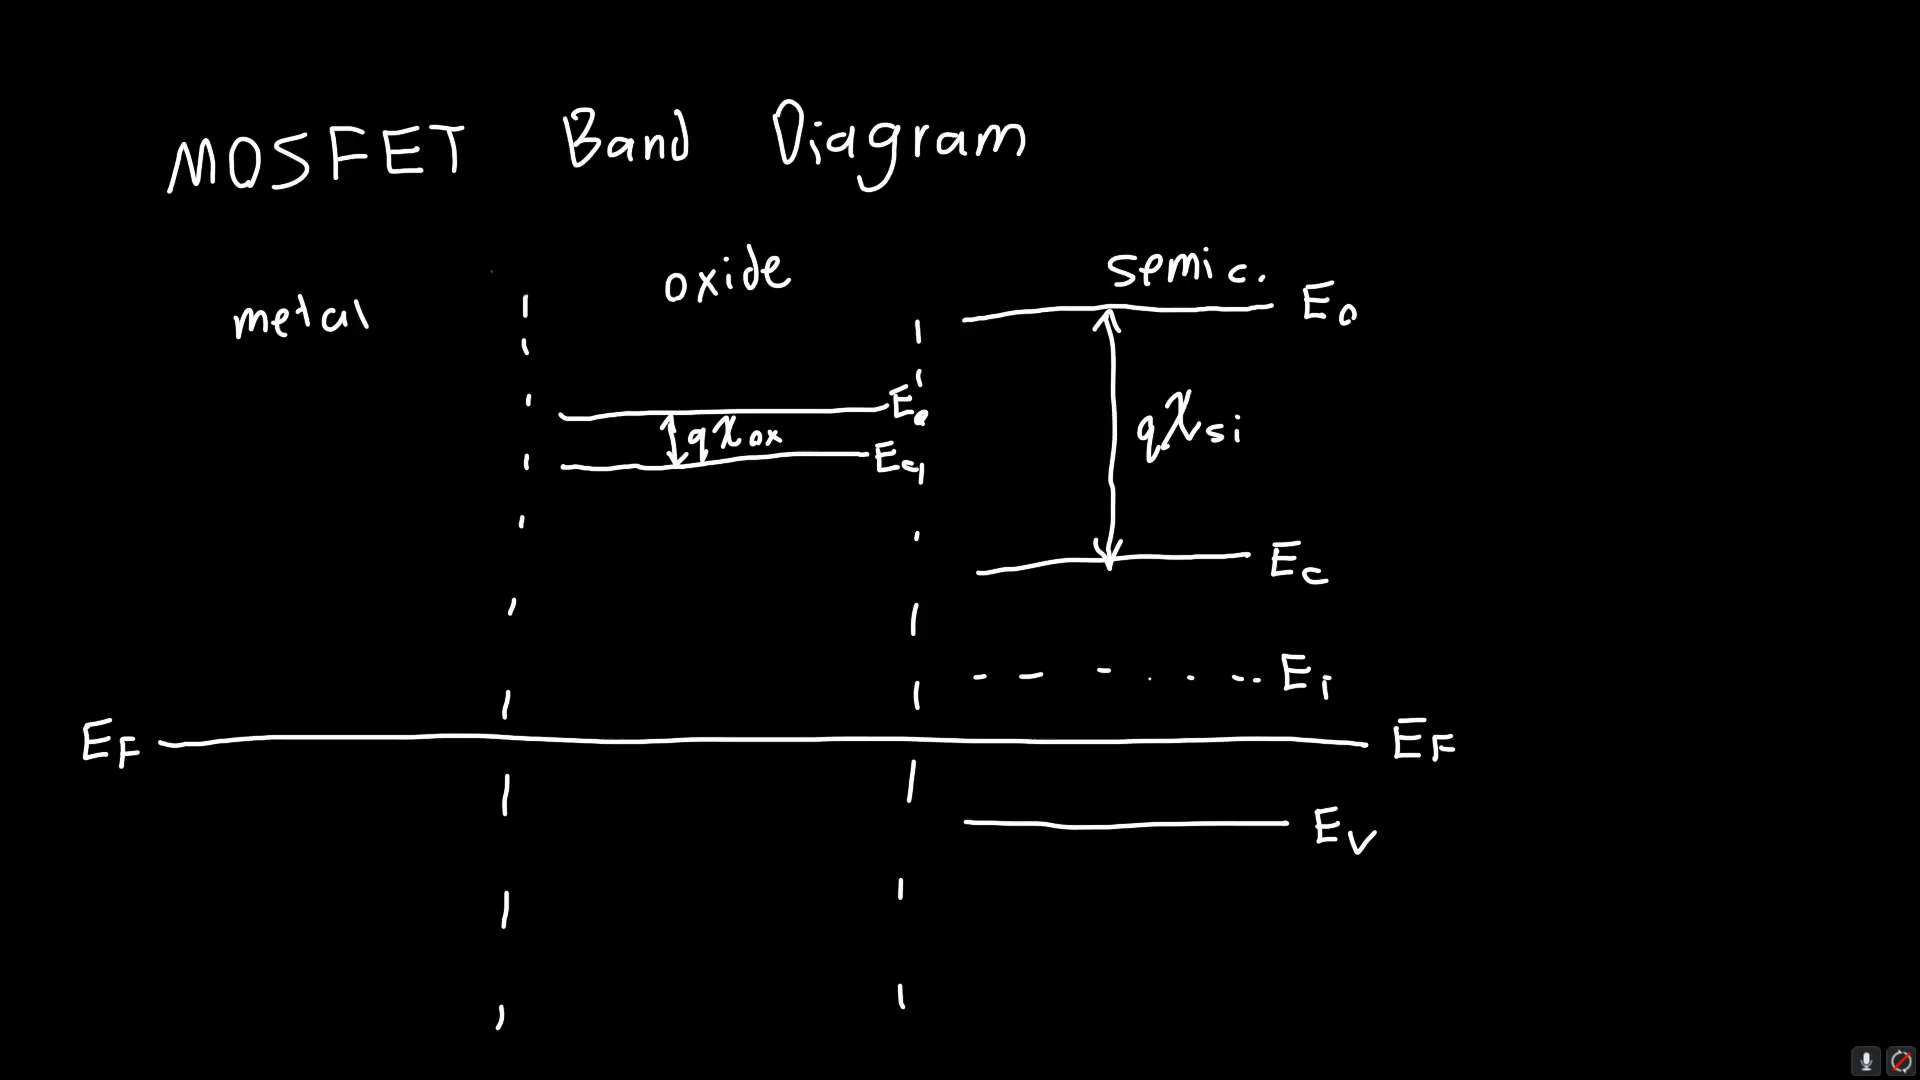 MOSFET Band Diagram
metal
oxide
semic.
E₀
E₀
qχox
Ec
qχsi
Ec
Ei
EF
EF
Ev